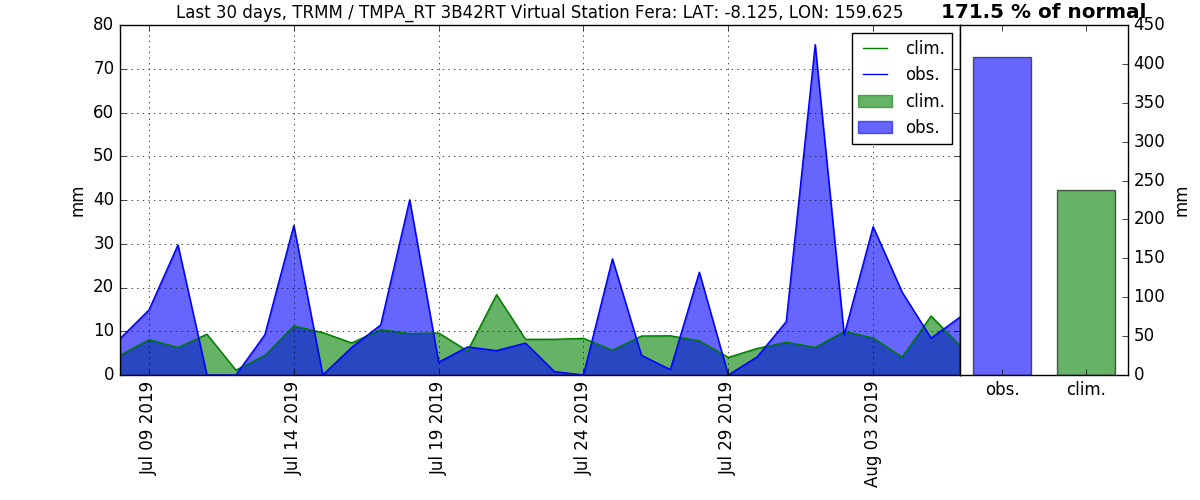 Last 30 days, TRMM / TMPA_RT 3B42RT Virtual Station Fera: LAT: -8.125, LON: 159.625
171.5 % of normal
80
70
60
50
40
30
20
10
0
mm
clim.
obs.
clim.
obs.
Jul 09 2019
Jul 14 2019
Jul 19 2019
Jul 24 2019
Jul 29 2019
Aug 03 2019
450
400
350
300
250
200
150
100
50
0
mm
obs.
clim.